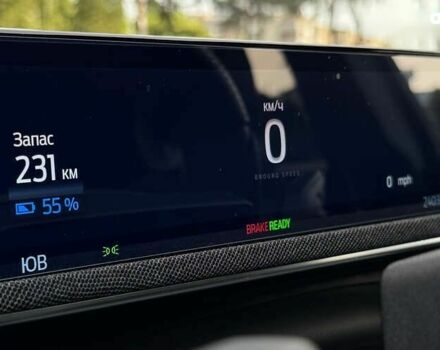 КМ/Ч
0
GROUND SPEED
Запас
231 КМ
55 %
0 mph
BRAKE READY
ЮВ